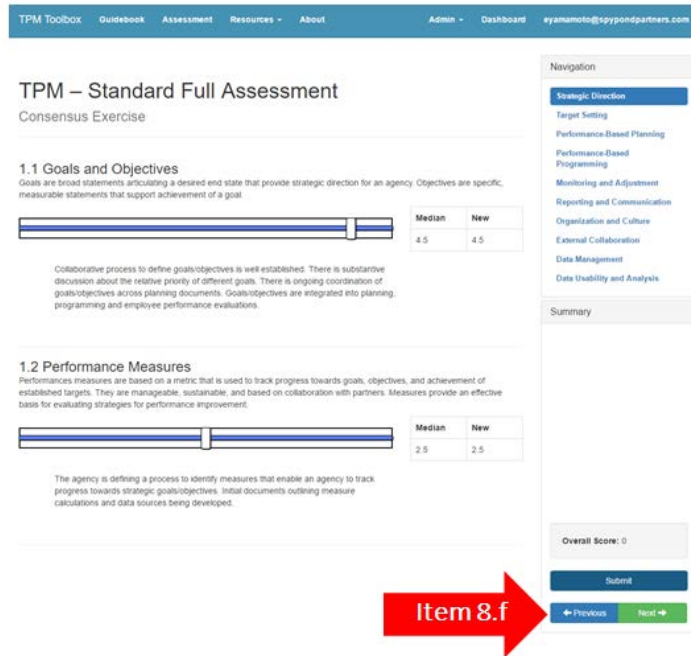 TPM Toolbox Guidebook Assessment Resources About Admin Dashboard eyamamoto@spypondpartners.com
TPM – Standard Full Assessment
Consensus Exercise
1.1 Goals and Objectives
Goals are broad statements articulating a desired end state that provide strategic direction for an agency. Objectives are specific,
measurable statements that support achievement of a goal.
Median New
4.5 4.5
Collaborative process to define goals/objectives is well established. There is substantive
discussion about the relative priority of different goals. There is ongoing coordination of
goals/objectives across planning documents. Goals/objectives are integrated into planning,
programming and employee performance evaluations.
1.2 Performance Measures
Performances measures are based on a metric that is used to track progress towards goals, objectives, and achievement of
established targets. They are manageable, sustainable, and based on collaboration with partners. Measures provide an effective
basis for evaluating strategies for performance improvement.
Median New
2.5 2.5
The agency is defining a process to identify measures that enable an agency to track
progress towards strategic goals/objectives. Initial documents outlining measure
calculations and data sources being developed.
Navigation
Strategic Direction
Target Setting
Performance-Based Planning
Performance-Based
Programming
Monitoring and Adjustment
Reporting and Communication
Organization and Culture
External Collaboration
Data Management
Data Usability and Analysis
Summary
Overall Score: 0
Submit
Item 8.f
← Previous Next →